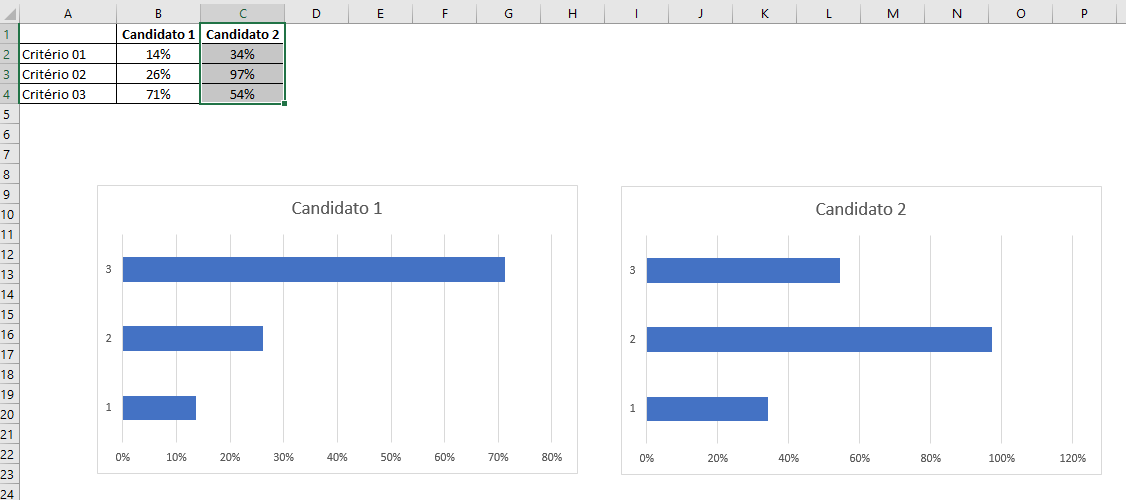 A B C D E F G H I J K L M N O P
1 Candidato 1 Candidato 2
2 Critério 01 14% 34%
3 Critério 02 26% 97%
4 Critério 03 71% 54%
5
6
7
8
9
10
11
12
13
14
15
16
17
18
19
20
21
22
23
24
Candidato 1
3
2
1
0% 10% 20% 30% 40% 50% 60% 70% 80%
Candidato 2
3
2
1
0% 20% 40% 60% 80% 100% 120%